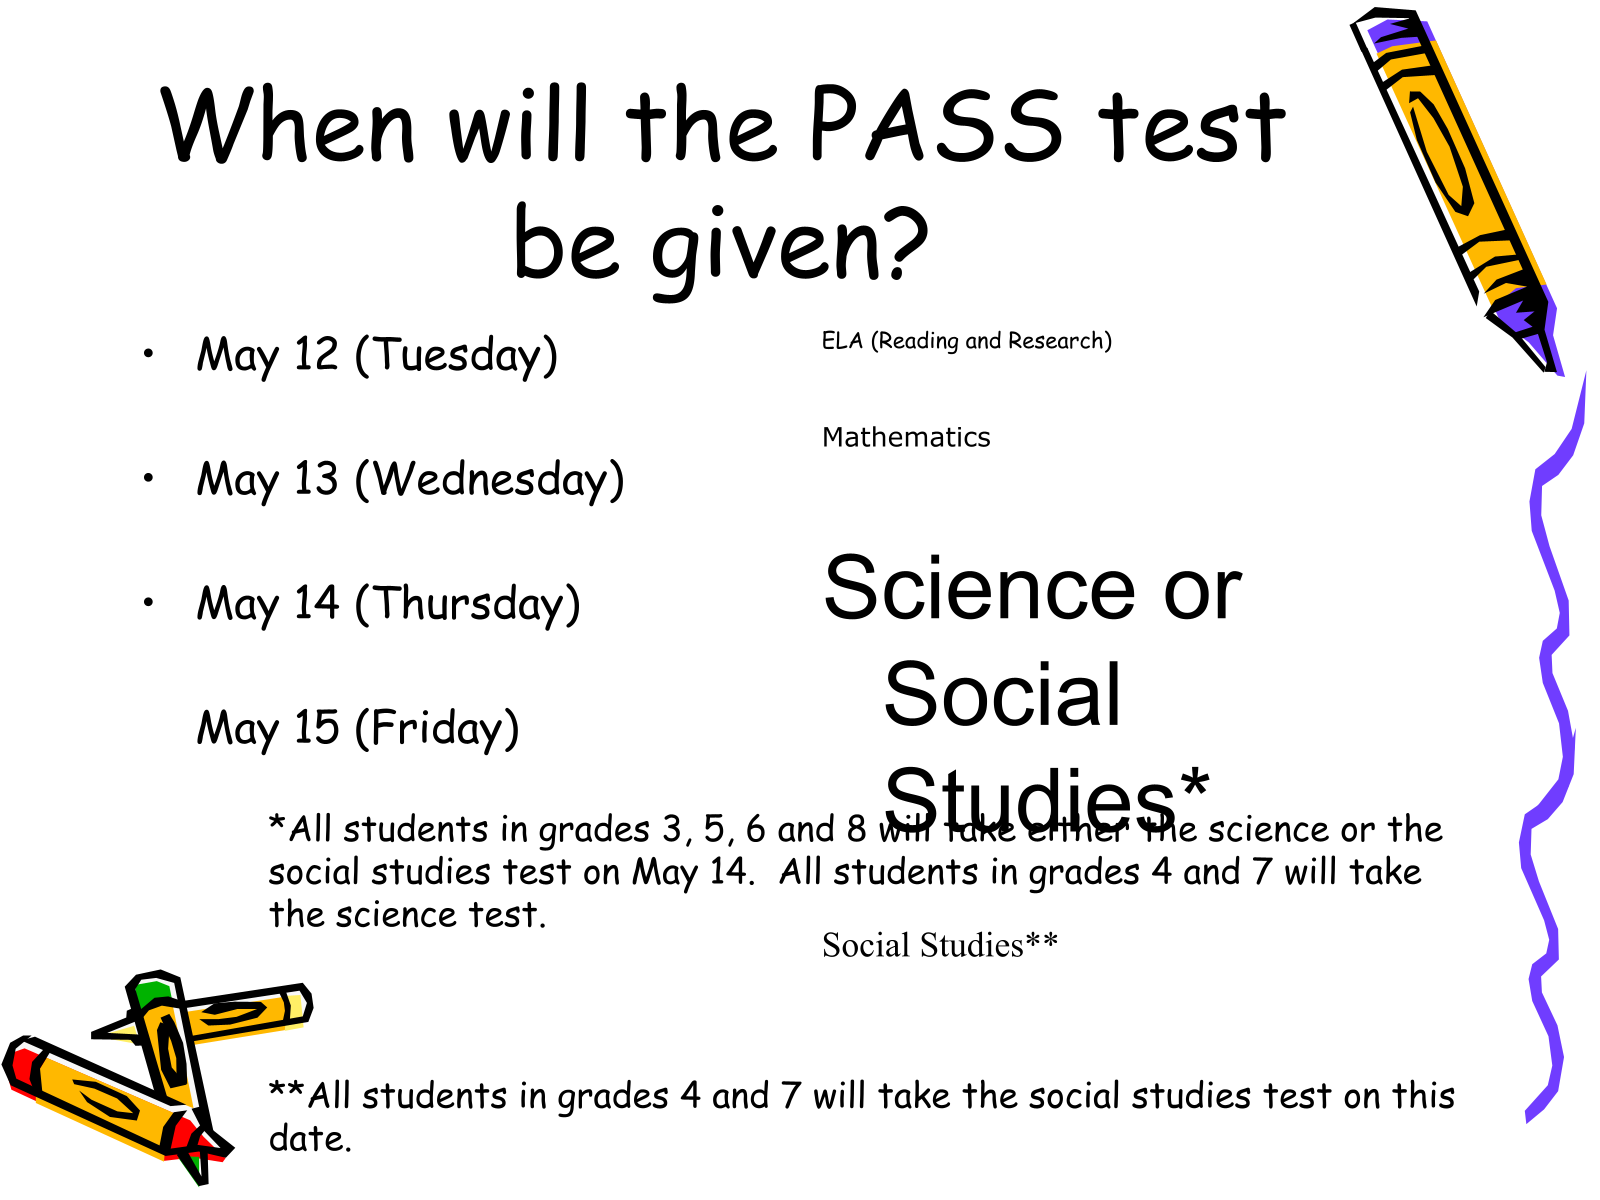 When will the PASS test
be given?
• May 12 (Tuesday)
ELA (Reading and Research)
• May 13 (Wednesday)
Mathematics
• May 14 (Thursday)
Science or
Social
Studies*
May 15 (Friday)
Social Studies**
*All students in grades 3, 5, 6 and 8 will take either the science or the
social studies test on May 14.  All students in grades 4 and 7 will take
the science test.
**All students in grades 4 and 7 will take the social studies test on this
date.